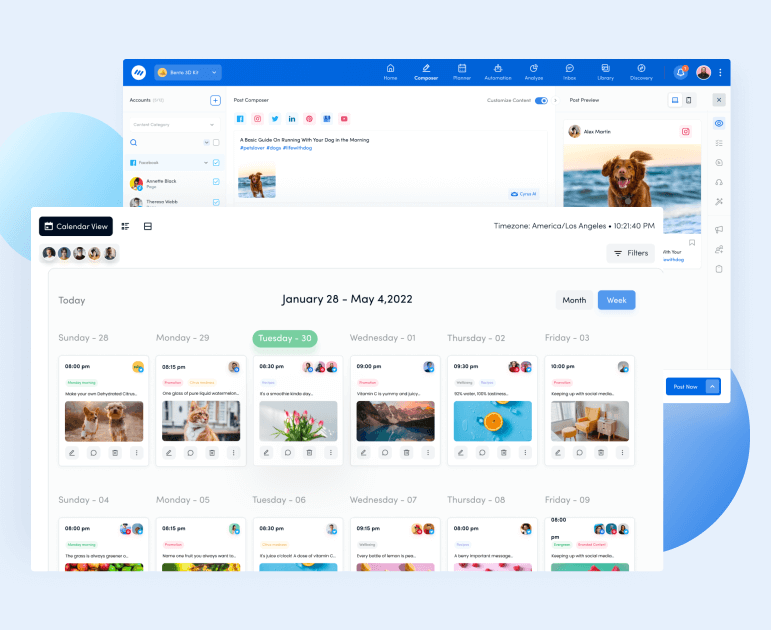 Bento 3D Kit
Home
Composer
Planner
Automation
Analyze
Inbox
Library
Discovery
Accounts
Post Composer
Customize Content
Post Preview
Content Category
Facebook
Annette Black
Page
Theresa Webb
A Basic Guide On Running With Your Dog in the Morning
#petslover #dogs #lifewithdog
Cyrus AI
Alex Martin
With Your
ewithdog
Post Now
Calendar View
Timezone: America/Los Angeles • 10:21:40 PM
Filters
Today
January 28 - May 4,2022
Month
Week
Sunday - 28
Monday - 29
Tuesday - 30
Wednesday - 01
Thursday - 02
Friday - 03
08:00 pm
Monday morning
Make your own Dehydrated Citrus...
08:15 pm
Promotion
One glass of pure liquid watermelon...
08:30 pm
It's a smoothie kinda day...
09:00 pm
Promotion
Vitamin C is yummy and juicy...
09:30 pm
Wellbeing
92% water, 100% tastiness..
10:00 pm
Promotion
Keeping up with social media..
Sunday - 04
Monday - 05
Tuesday - 06
Wednesday - 07
Thursday - 08
Friday - 09
08:00 pm
Monday morning
The grass is always greener o...
08:15 pm
Promotion
Name one fruit you always want to..
08:30 pm
It's juice o'clock! A dose of vitamin C...
09:15 pm
Wellbeing
Every bottle of lemon is pea...
08:00 pm
A berry important message...
08:00
pm
Evergreen
Branded Content
Keeping up with social media..